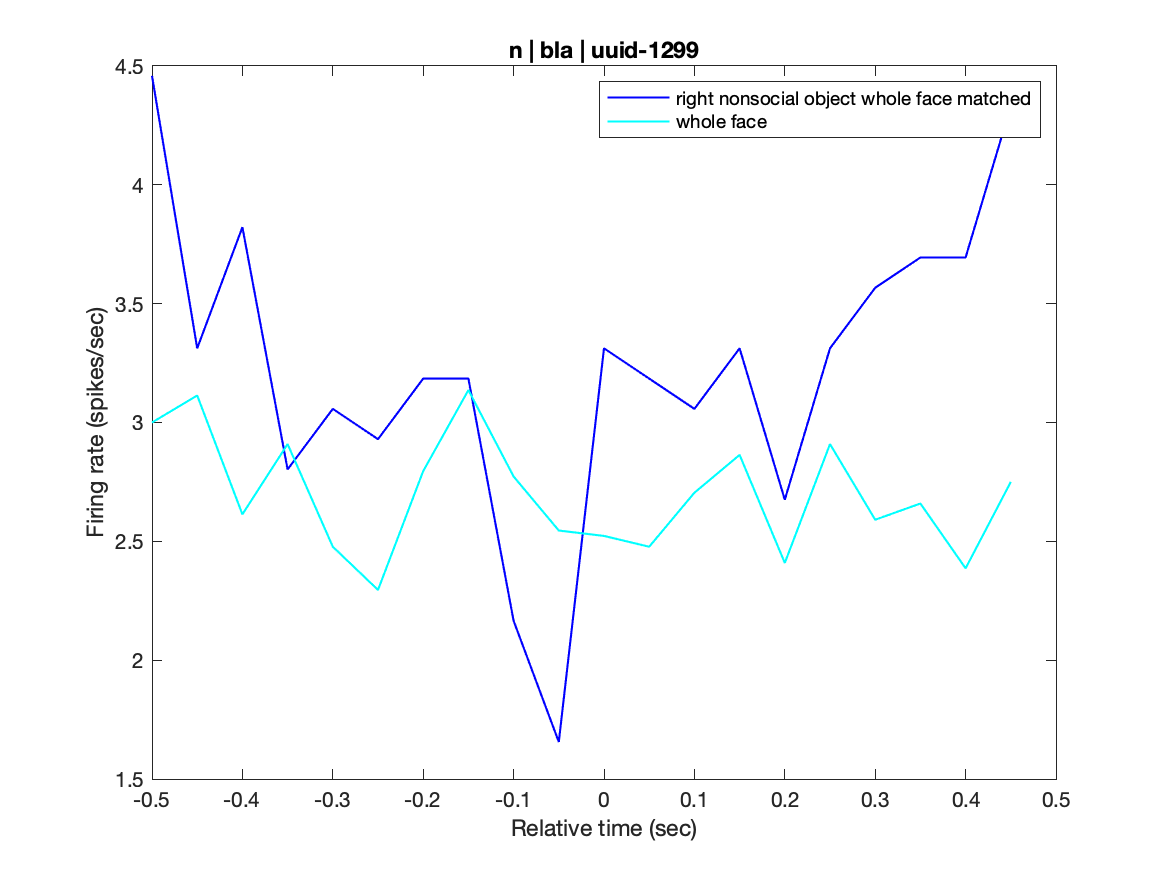 n | bla | uuid-1299
right nonsocial object whole face matched
whole face
4.5
4
3.5
3
2.5
2
1.5
Firing rate (spikes/sec)
-0.5 -0.4 -0.3 -0.2 -0.1 0 0.1 0.2 0.3 0.4 0.5
Relative time (sec)